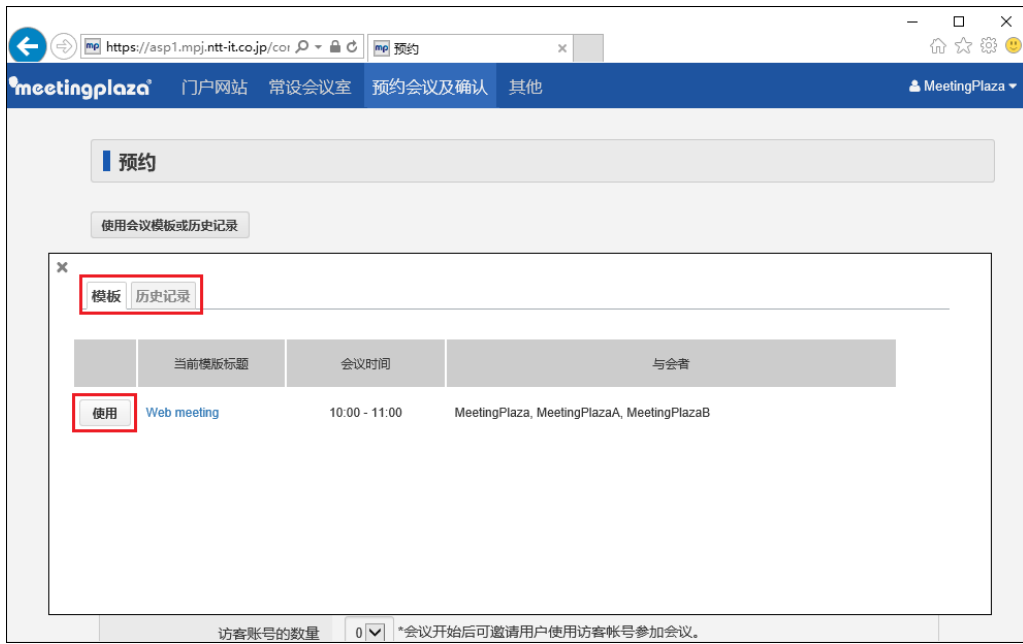 https://asp1.mpj.ntt-it.co.jp/cor
mp 预约
meetingplaza 门户网站 常设会议室 预约会议及确认 其他 MeetingPlaza
预约
使用会议模板或历史记录
模板 历史记录
当前模版标题 会议时间 与会者
使用 Web meeting 10:00 - 11:00 MeetingPlaza, MeetingPlazaA, MeetingPlazaB
访客账号的数量 0 *会议开始后可邀请用户使用访客帐号参加会议。